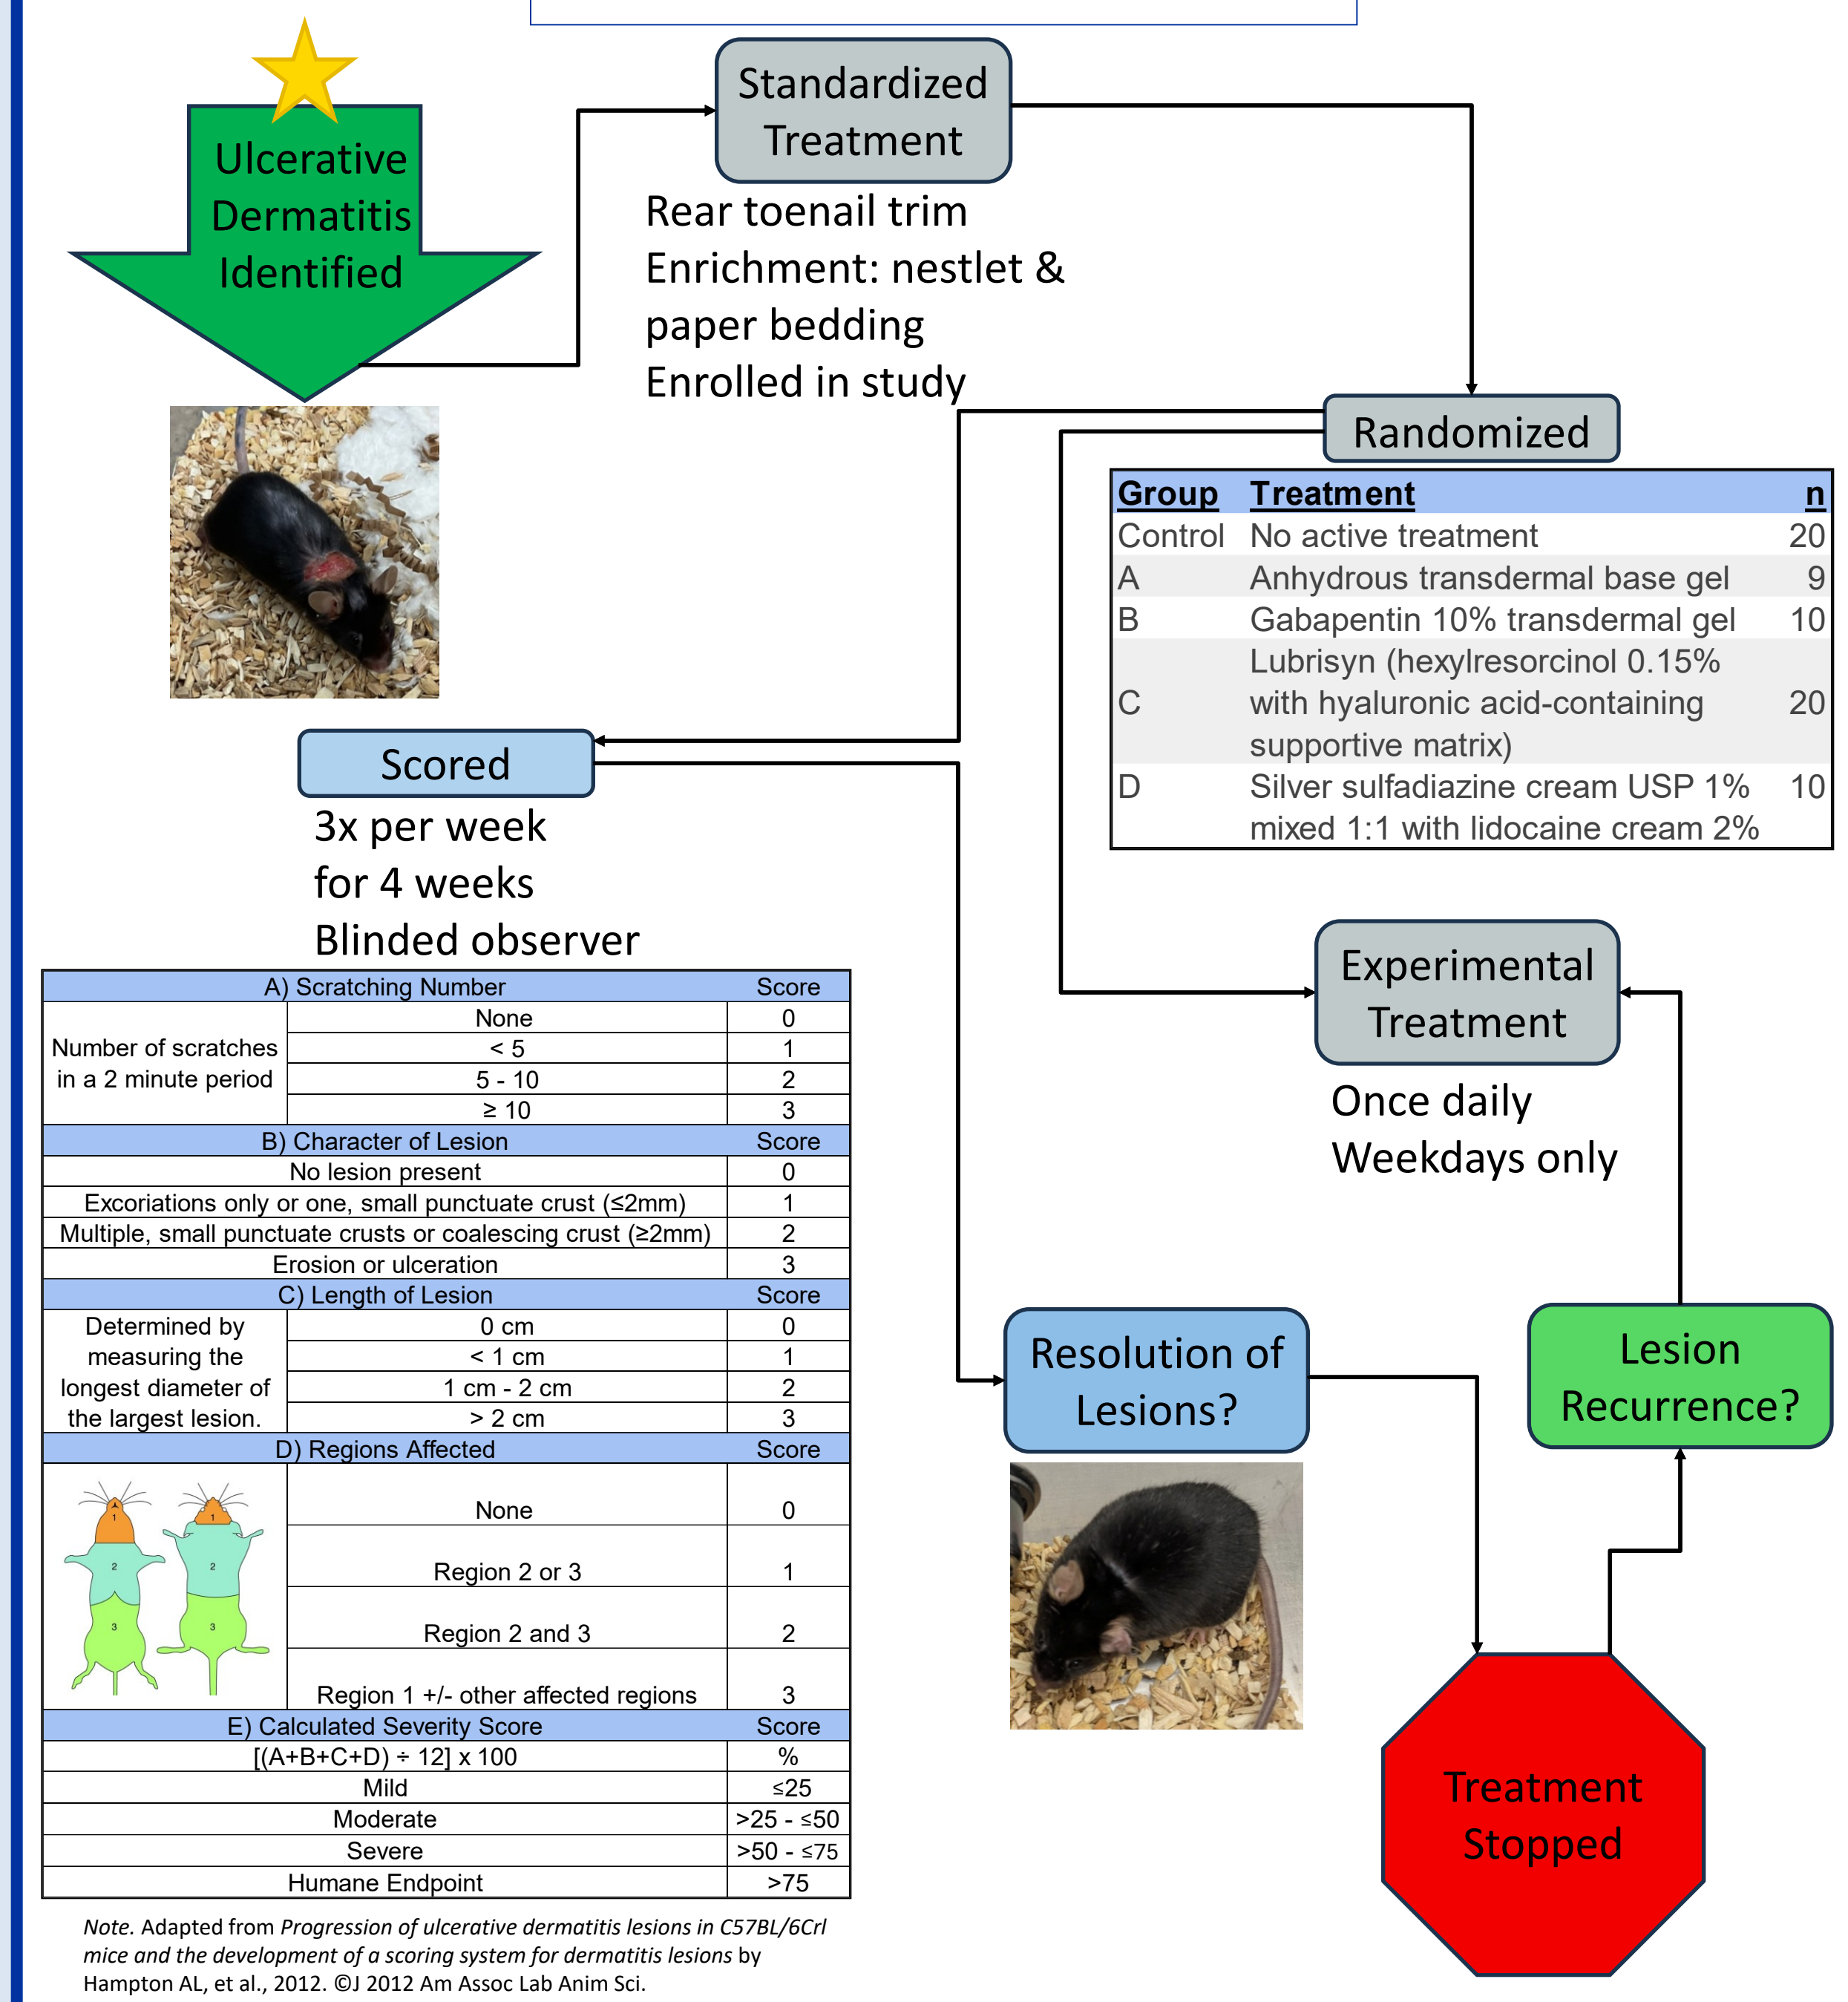 Ulcerative
Dermatitis
Identified
Standardized
Treatment
Rear toenail trim
Enrichment: nestlet &
paper bedding
Enrolled in study
Randomized
Group Treatment n
Control No active treatment 20
A Anhydrous transdermal base gel 9
B Gabapentin 10% transdermal gel 10
Lubrisyn (hexylresorcinol 0.15%
C with hyaluronic acid-containing 20
supportive matrix)
D Silver sulfadiazine cream USP 1% 10
mixed 1:1 with lidocaine cream 2%
Scored
3x per week
for 4 weeks
Blinded observer
A) Scratching Number Score
Number of scratches
in a 2 minute period
None 0
< 5 1
5 - 10 2
≥ 10 3
B) Character of Lesion Score
No lesion present 0
Excoriations only or one, small punctuate crust (≤2mm) 1
Multiple, small punctuate crusts or coalescing crust (≥2mm) 2
Erosion or ulceration 3
C) Length of Lesion Score
Determined by
measuring the
longest diameter of
the largest lesion.
0 cm 0
< 1 cm 1
1 cm - 2 cm 2
> 2 cm 3
D) Regions Affected Score
1 1
2 2
3 3
None 0
Region 2 or 3 1
Region 2 and 3 2
Region 1 +/- other affected regions 3
E) Calculated Severity Score Score
[(A+B+C+D) ÷ 12] x 100 %
Mild ≤25
Moderate >25 - ≤50
Severe >50 - ≤75
Humane Endpoint >75
Note. Adapted from Progression of ulcerative dermatitis lesions in C57BL/6Crl
mice and the development of a scoring system for dermatitis lesions by
Hampton AL, et al., 2012. ©J 2012 Am Assoc Lab Anim Sci.
Experimental
Treatment
Once daily
Weekdays only
Resolution of
Lesions?
Lesion
Recurrence?
Treatment
Stopped